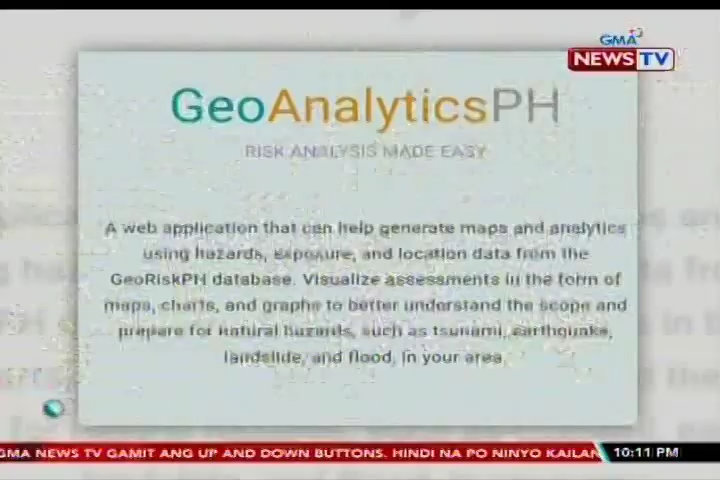 GMA
NEWS TV
GeoAnalyticsPH
RISK ANALYSIS MADE EASY
A web application that can help generate maps and analytics
using hazards, exposure, and location data from the
GeoRiskPH database. Visualize assessments in the form of
maps, charts, and graphs to better understand the scope and
prepare for natural hazards, such as tsunami, earthquake,
landslide, and flood, in your area.
GMA NEWS TV GAMIT ANG UP AND DOWN BUTTONS. HINDI NA PO NINYO KAILAN
10:11 PM